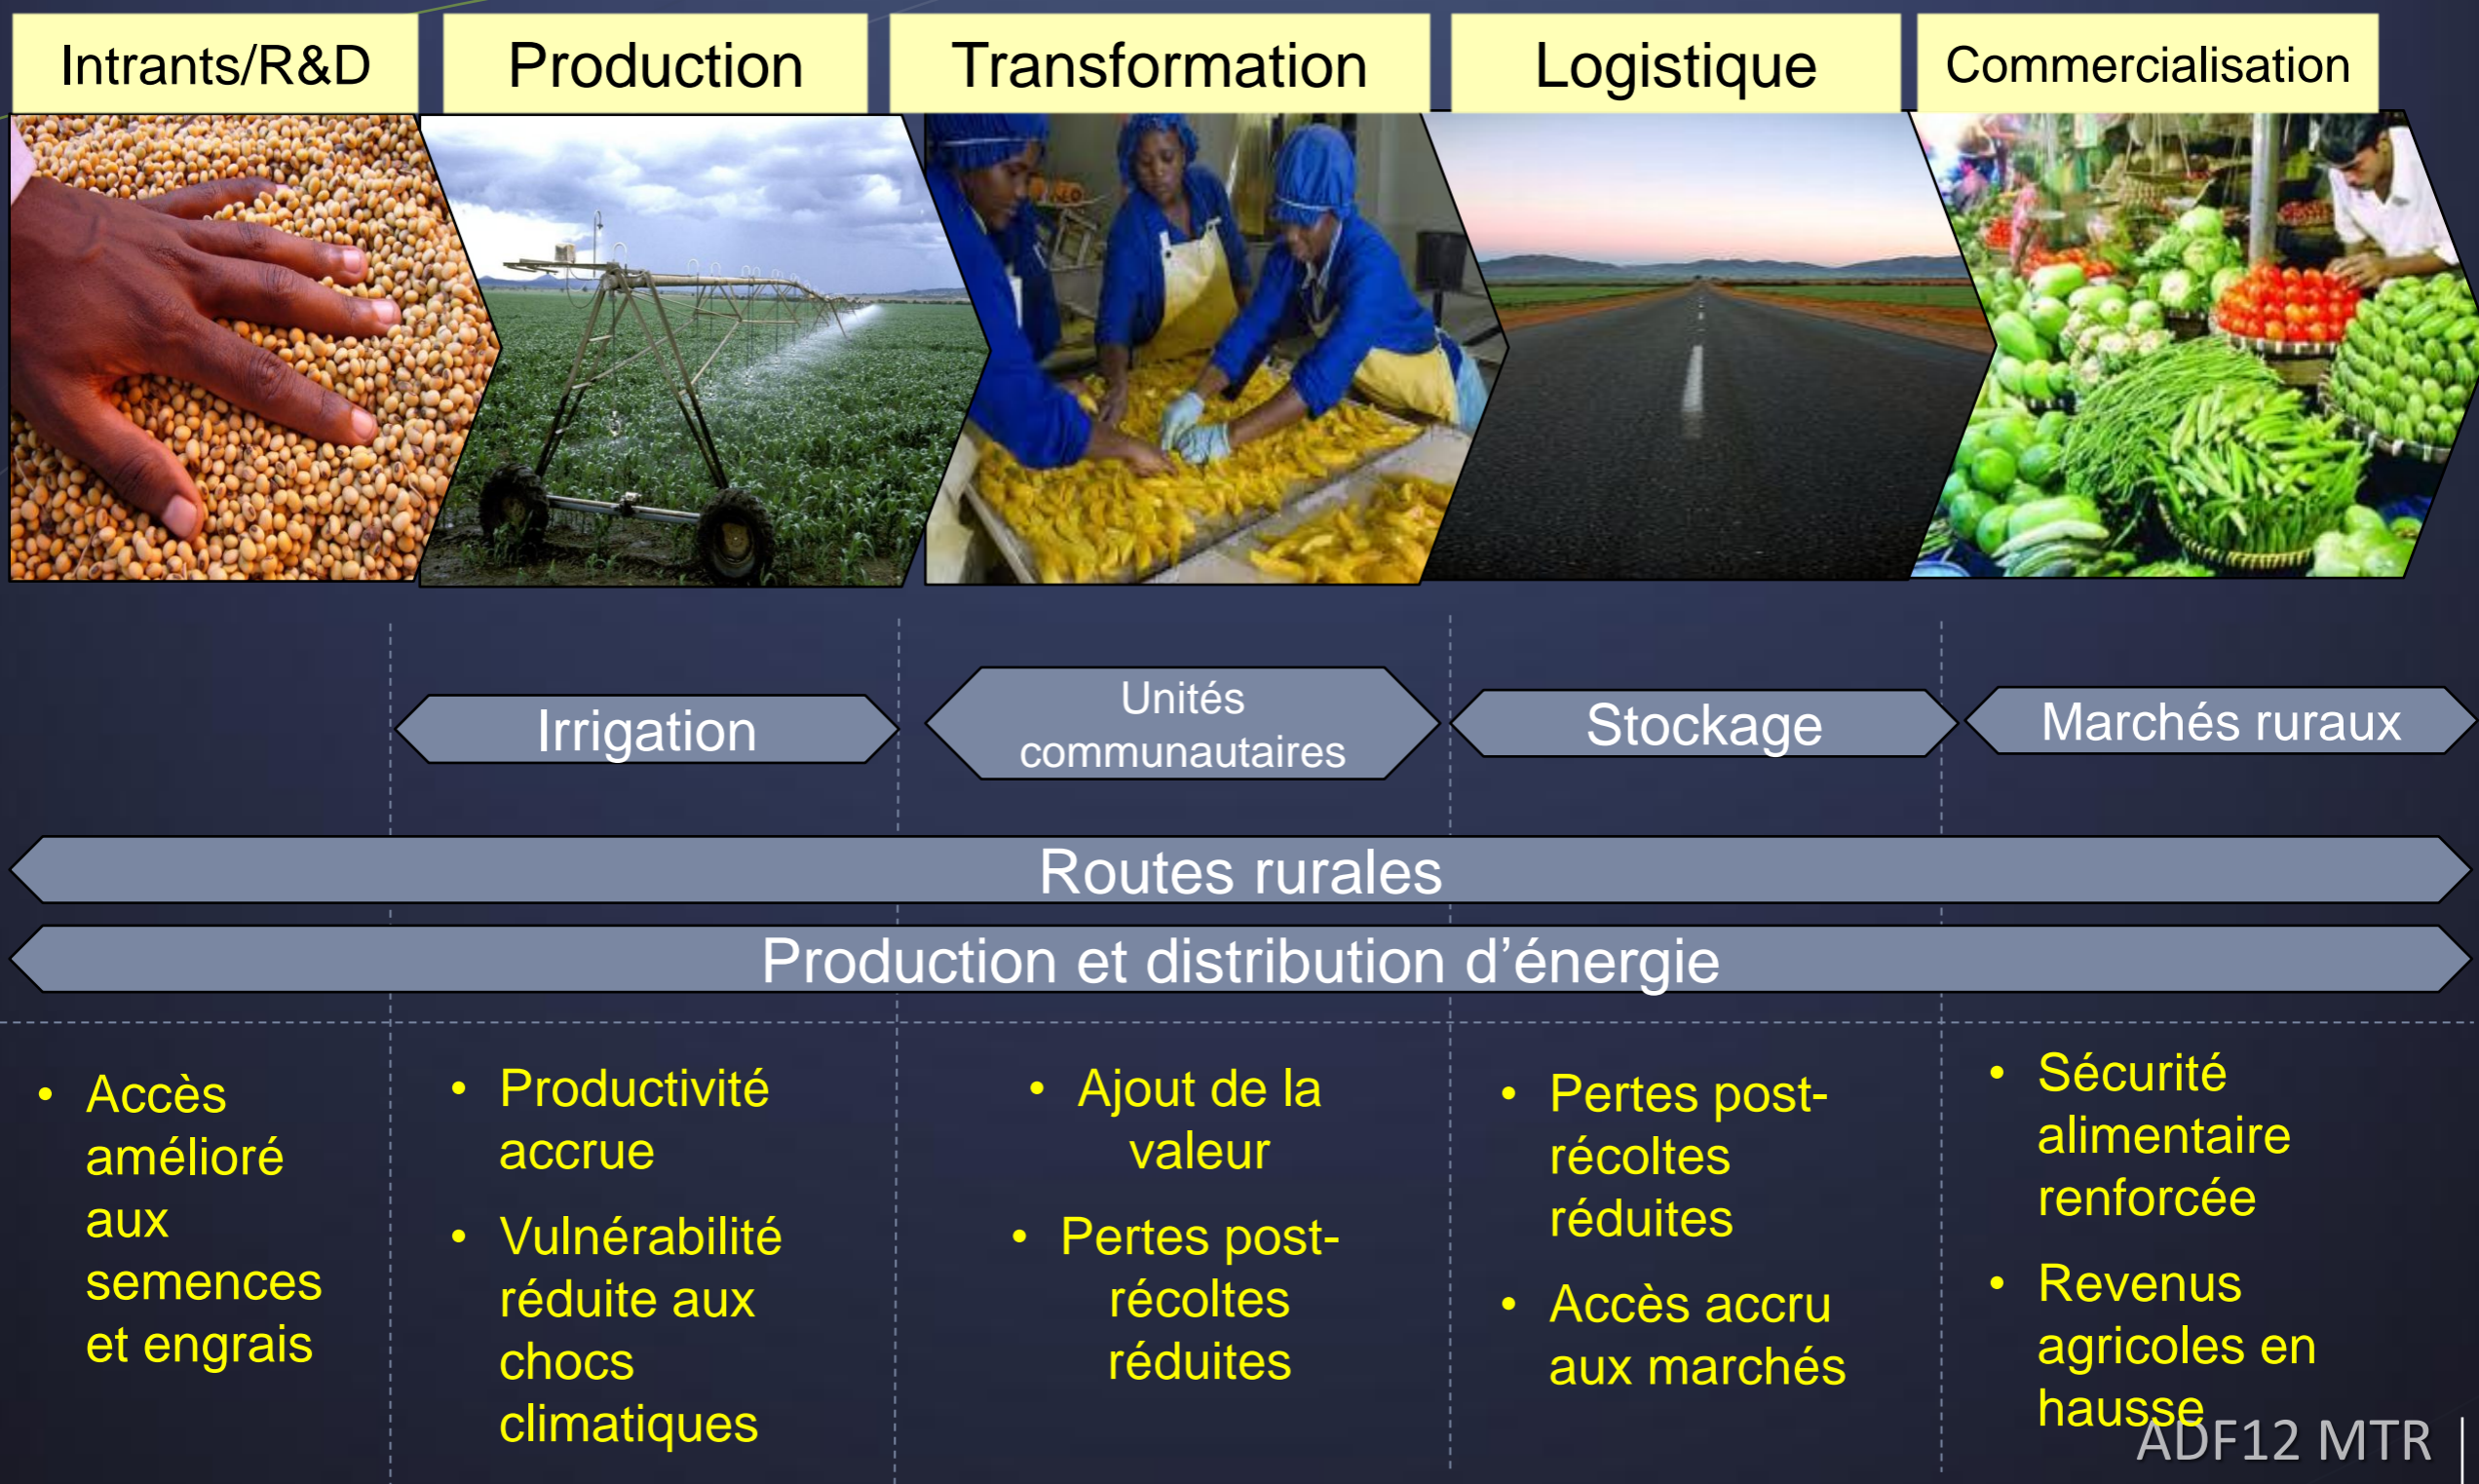 Intrants/R&D
Production
Transformation
Logistique
Commercialisation
Irrigation
Unités
communautaires
Stockage
Marchés ruraux
Routes rurales
Production et distribution d’énergie
• Accès
amélioré
aux
semences
et engrais
• Productivité
accrue
• Vulnérabilité
réduite aux
chocs
climatiques
• Ajout de la
valeur
• Pertes post-
récoltes
réduites
• Pertes post-
récoltes
réduites
• Accès accru
aux marchés
• Sécurité
alimentaire
renforcée
• Revenus
agricoles en
hausse
ADF12 MTR